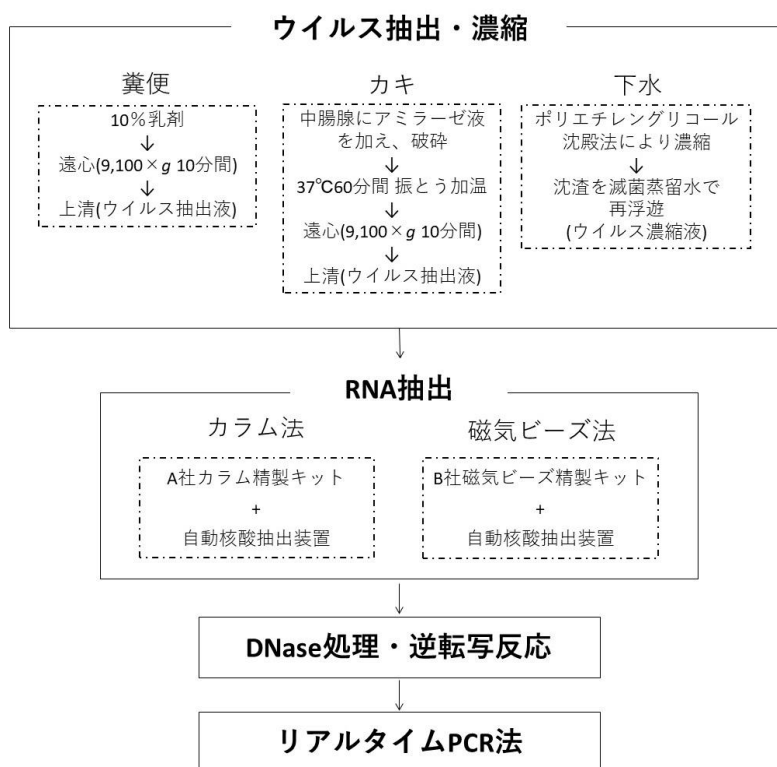 ウイルス抽出・濃縮
糞便
10%乳剤
↓
遠心(9,100×g 10分間)
↓
上清(ウイルス抽出液)
カキ
中腸腺にアミラーゼ液
を加え、破砕
↓
37℃60分間 振とう加温
↓
遠心(9,100×g 10分間)
↓
上清(ウイルス抽出液)
下水
ポリエチレングリコール
沈殿法により濃縮
↓
沈渣を滅菌蒸留水で
再浮遊
(ウイルス濃縮液)
RNA抽出
カラム法
A社カラム精製キット
+
自動核酸抽出装置
磁気ビーズ法
B社磁気ビーズ精製キット
+
自動核酸抽出装置
DNase処理・逆転写反応
リアルタイムPCR法